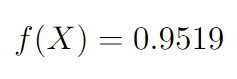 f(X) = 0.9519